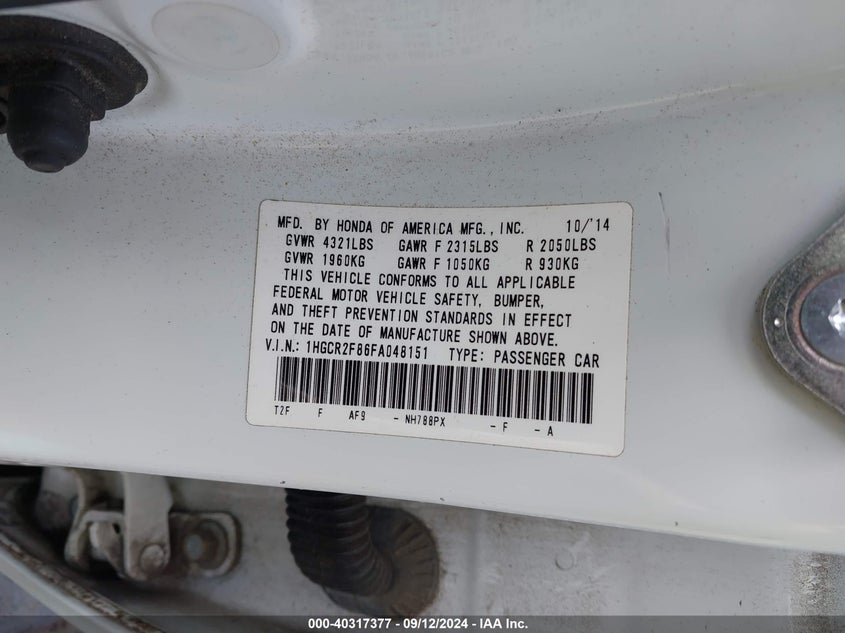 MFD. BY HONDA OF AMERICA MFG., INC. 10/'14
GVWR 4321LBS GAWR F 2315LBS R 2050LBS
GVWR 1960KG GAWR F 1050KG R 930KG
THIS VEHICLE CONFORMS TO ALL APPLICABLE
FEDERAL MOTOR VEHICLE SAFETY, BUMPER,
AND THEFT PREVENTION STANDARDS IN EFFECT
ON THE DATE OF MANUFACTURE SHOWN ABOVE.
V.I.N.: 1HGCR2F86FA048151 TYPE: PASSENGER CAR
T2F F AF9 - NH788PX - F - A
000-40317377 - 09/12/2024 - IAA Inc.